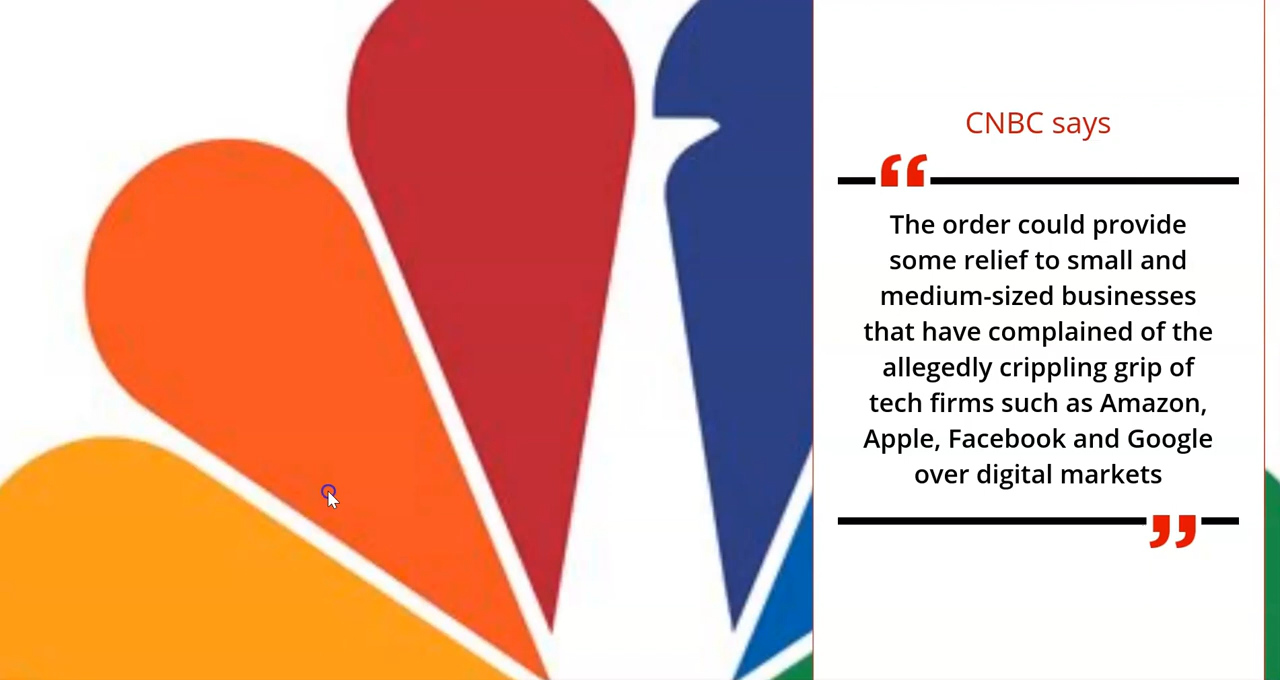 CNBC says
“
The order could provide
some relief to small and
medium-sized businesses
that have complained of the
allegedly crippling grip of
tech firms such as Amazon,
Apple, Facebook and Google
over digital markets
”